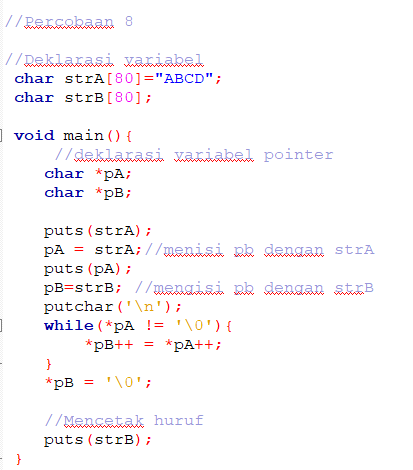 //Percobaan 8
//Deklarasi variabel
char strA[80]="ABCD";
char strB[80];
void main(){
//deklarasi variabel pointer
char *pA;
char *pB;
puts(strA);
pA = strA;//menisi pb dengan strA
puts(pA);
pB=strB; //mengisi pb dengan strB
putchar('\n');
while(*pA != '\0'){
*pB++ = *pA++;
}
*pB = '\0';
//Mencetak huruf
puts(strB);
}